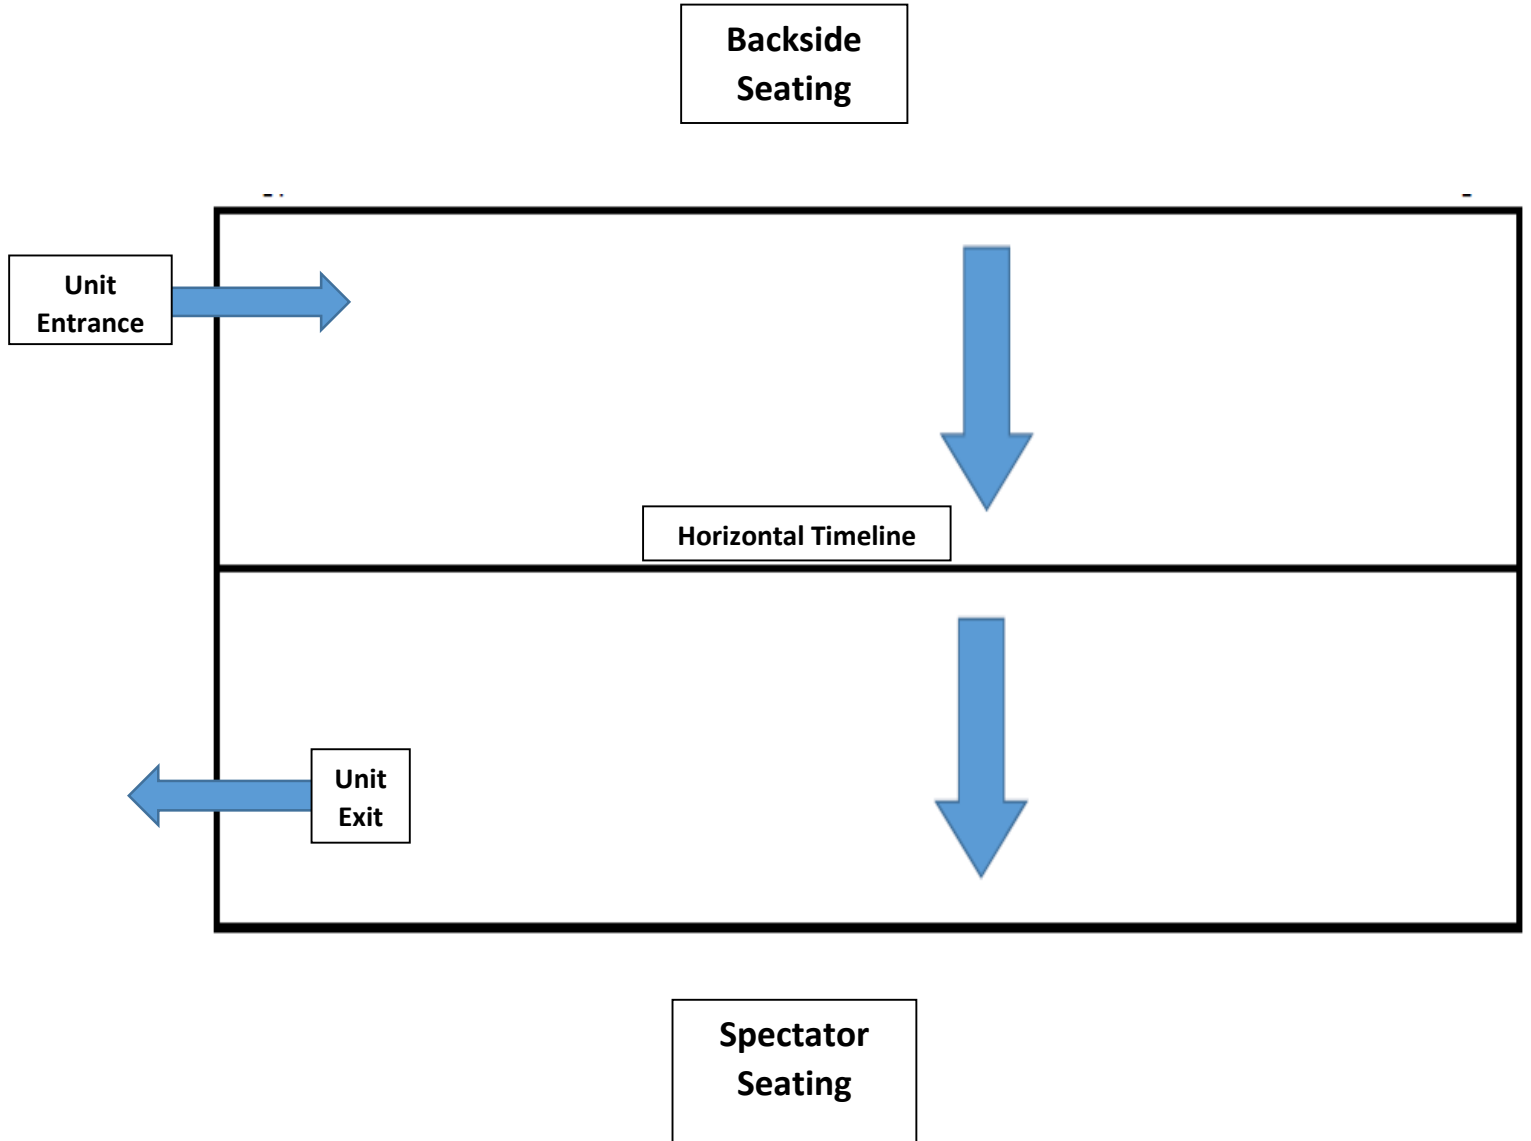 Backside
Seating
Unit
Entrance
Horizontal Timeline
Unit
Exit
Spectator
Seating